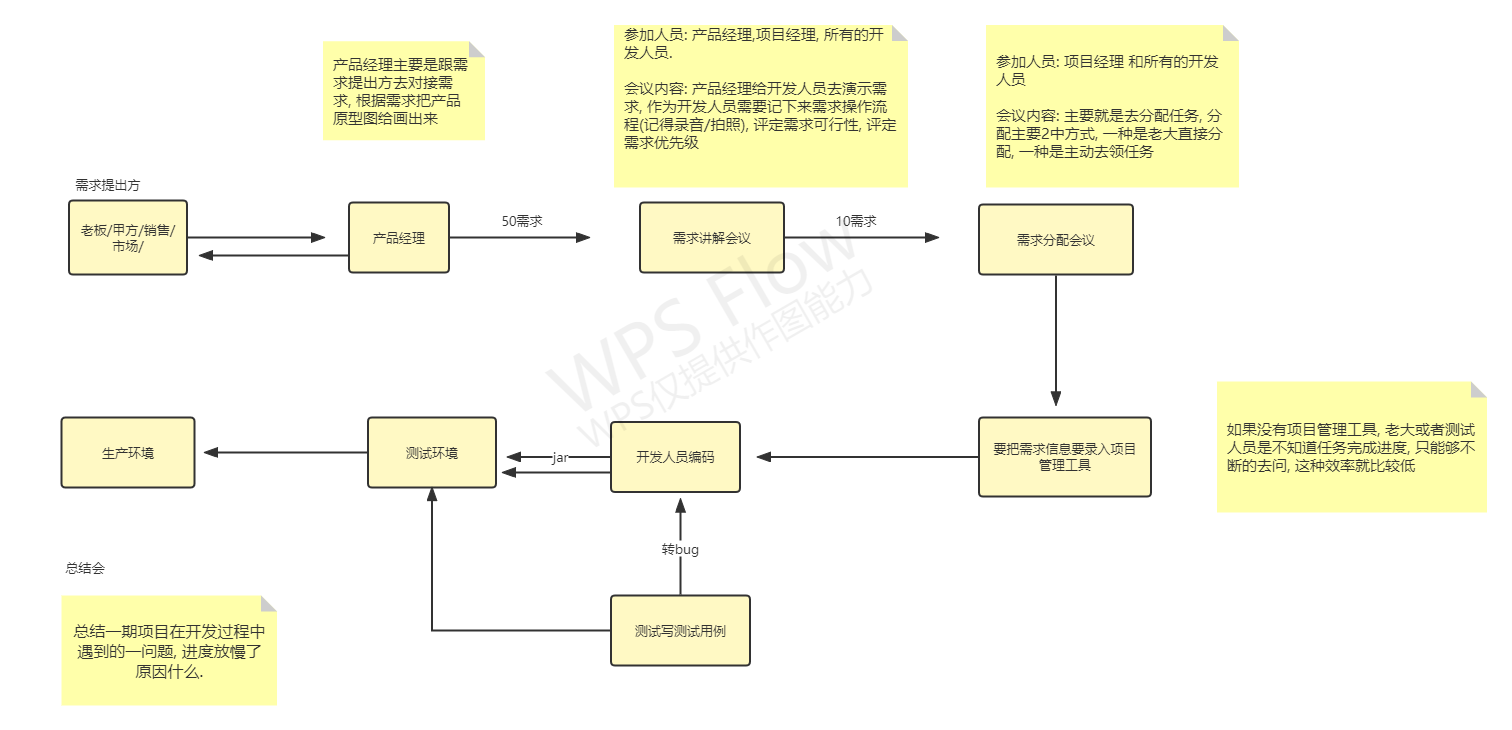 产品经理主要是跟需
求提出方去对接需
求, 根据需求把产品
原型图给画出来
参加人员: 产品经理,项目经理, 所有的开
发人员.
会议内容: 产品经理给开发人员去演示需
求, 作为开发人员需要记下来需求操作流
程(记得录音/拍照), 评定需求可行性, 评定
需求优先级
参加人员: 项目经理 和所有的开发
人员
会议内容: 主要就是去分配任务, 分
配主要2中方式, 一种是老大直接分
配, 一种是主动去领任务
需求提出方
老板/甲方/销售/
市场/
产品经理
50需求
需求讲解会议
10需求
需求分配会议
WPS Flow
WPS仅提供作图能力
生产环境
测试环境
jar
开发人员编码
要把需求信息要录入项目
管理工具
如果没有项目管理工具, 老大或者测试
人员是不知道任务完成进度, 只能够不
断的去问, 这种效率就比较低
转bug
测试写测试用例
总结会
总结一期项目在开发过程中
遇到的一问题, 进度放慢了
原因什么.